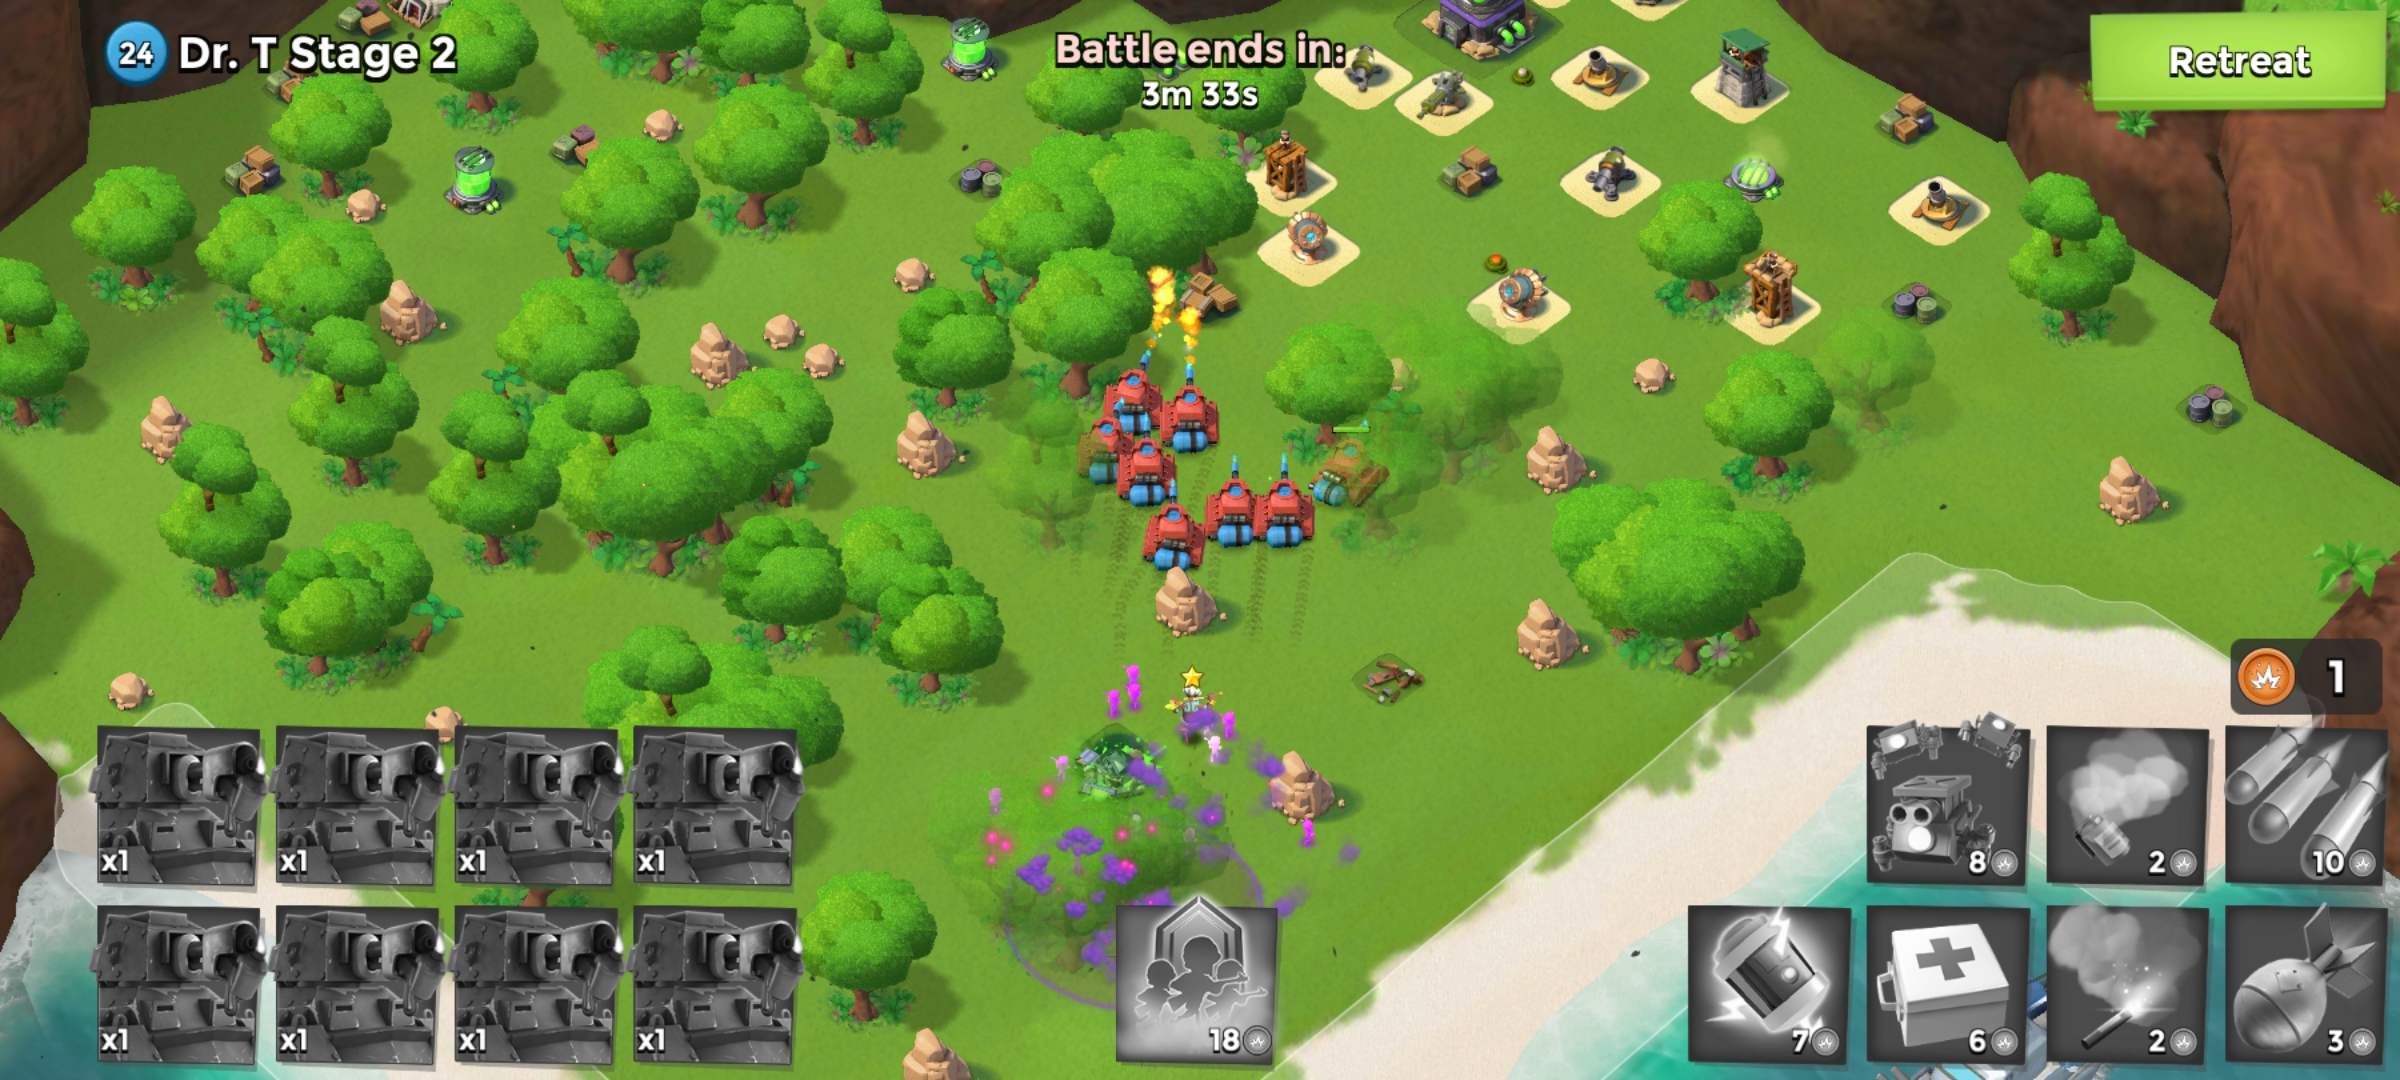 24 Dr. T Stage 2
Battle ends in:
3m 33s
Retreat
1
x1 x1 x1 x1
8 2 10
x1 x1 x1 x1
18
7 6 2 3